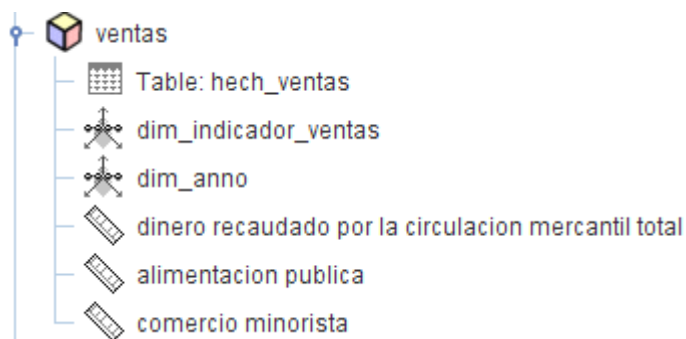 ventas
Table: hech_ventas
dim_indicador_ventas
dim_anno
dinero recaudado por la circulacion mercantil total
alimentacion publica
comercio minorista